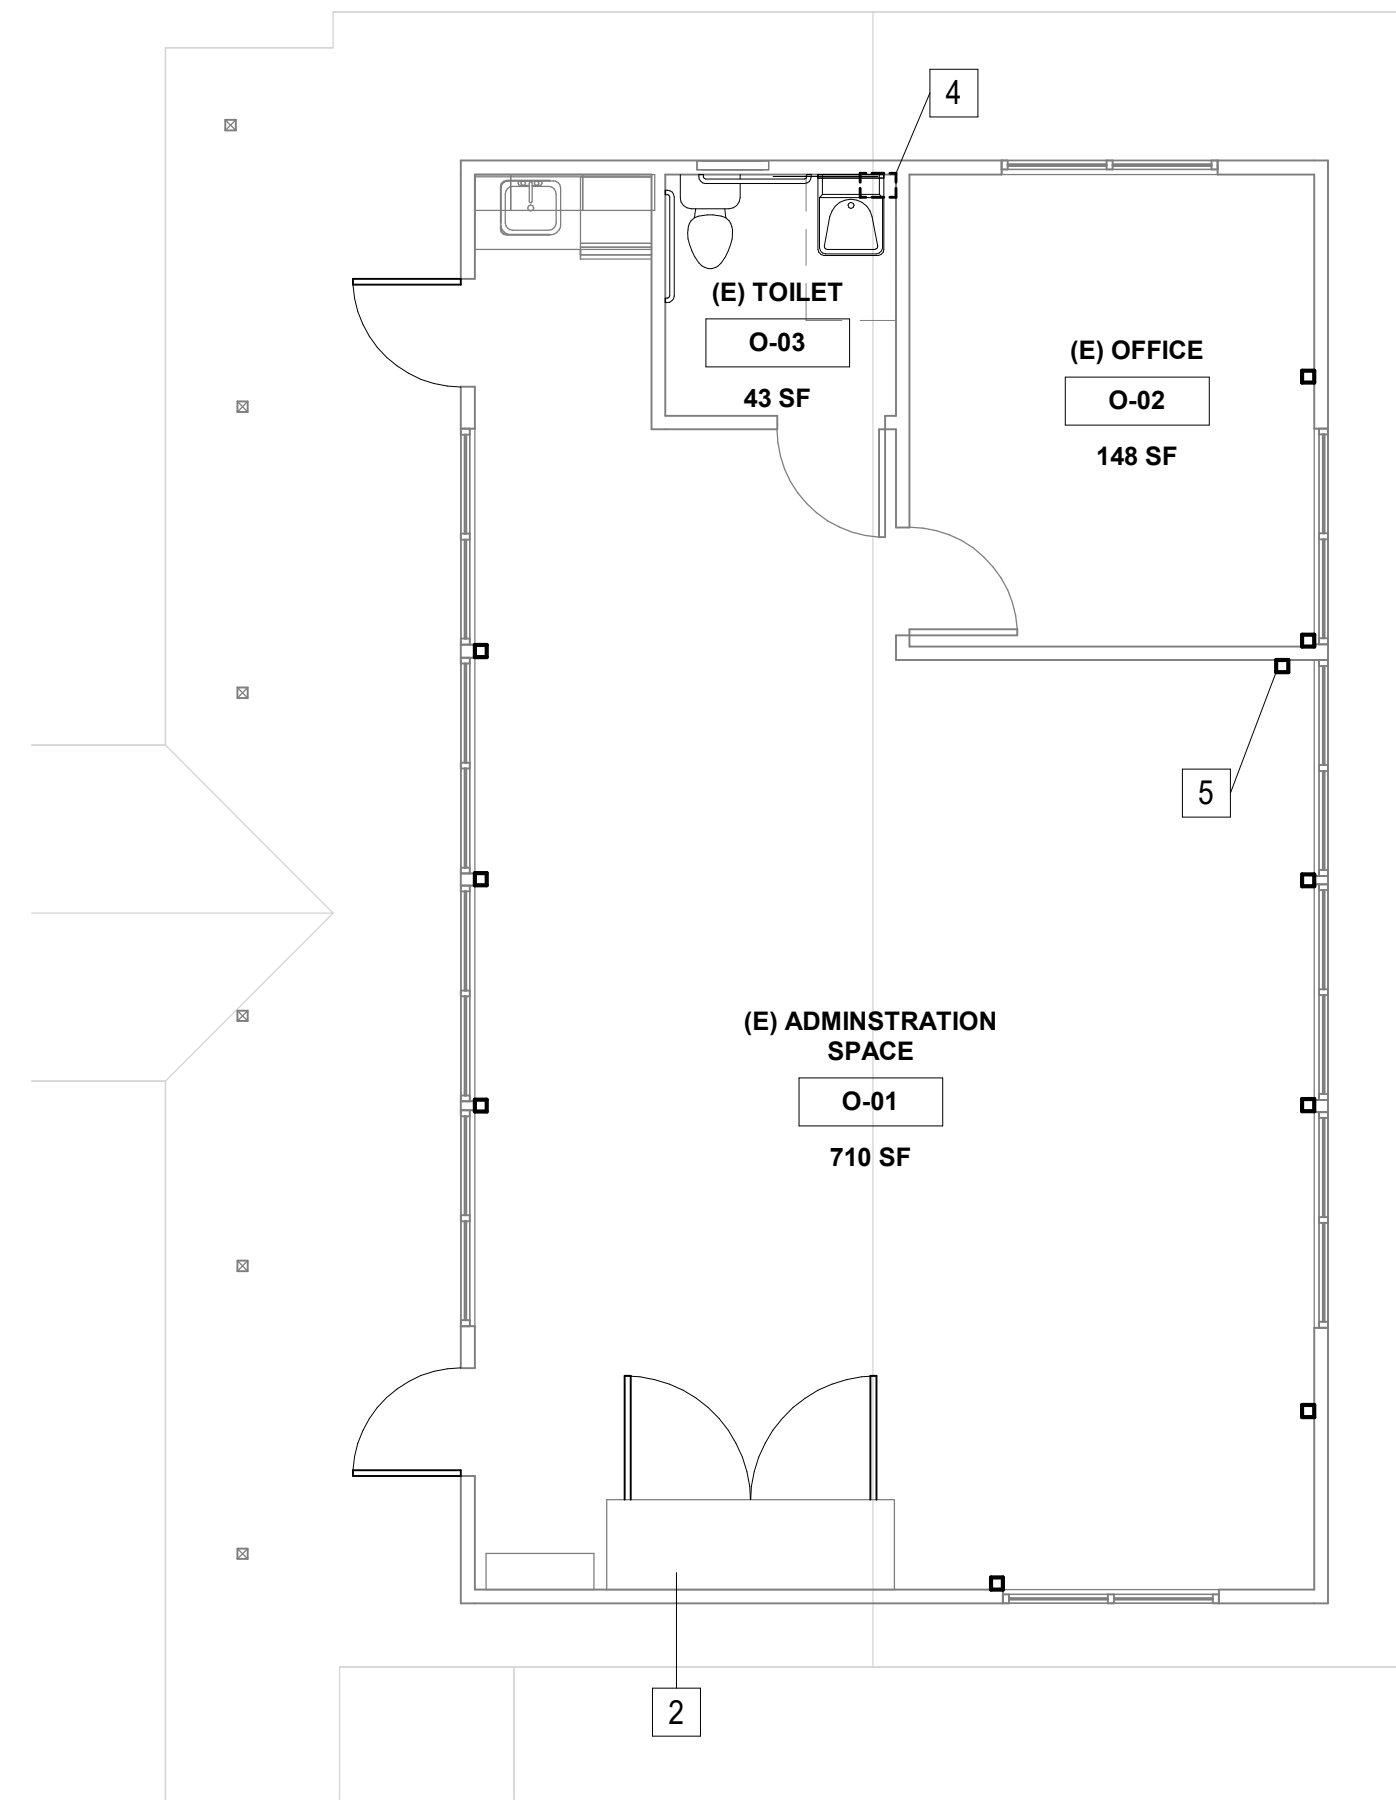 4
(E) TOILET
O-03
43 SF
(E) OFFICE
O-02
148 SF
5
(E) ADMINSTRATION
SPACE
O-01
710 SF
2